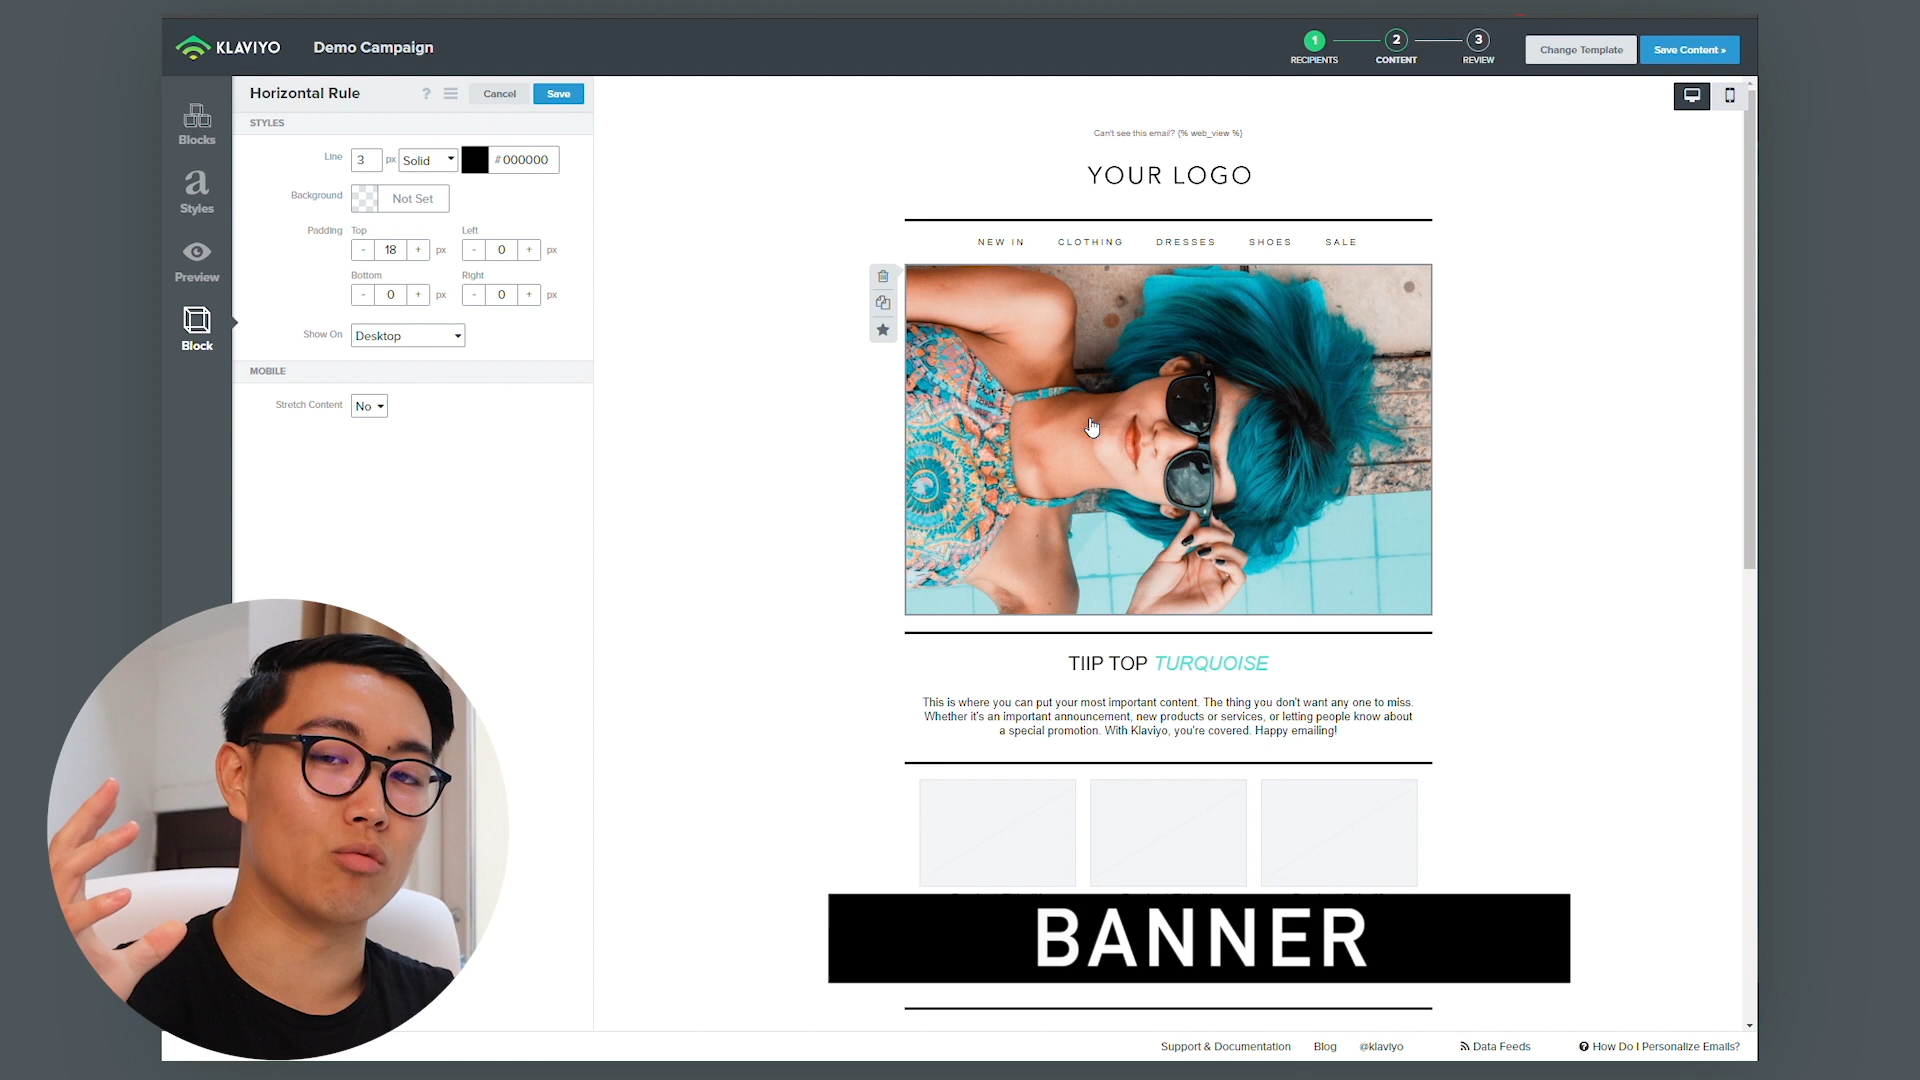 KLAVIYO
Demo Campaign
1
2
3
RECIPIENTS
CONTENT
REVIEW
Change Template
Save Content »
Blocks
a
Styles
Preview
Block
Horizontal Rule
?
Cancel
Save
STYLES
Line
3
px
Solid
#000000
Background
Not Set
Padding
Top
Left
- 18 + px
- 0 + px
Bottom
Right
- 0 + px
- 0 + px
Show On
Desktop
MOBILE
Stretch Content
No
Can't see this email? {% web_view %}
YOUR LOGO
NEW IN
CLOTHING
DRESSES
SHOES
SALE
TIIP TOP TURQUOISE
This is where you can put your most important content. The thing you don't want any one to miss.
Whether it's an important announcement, new products or services, or letting people know about
a special promotion. With Klaviyo, you're covered. Happy emailing!
BANNER
Support & Documentation
Blog
@klaviyo
Data Feeds
How Do I Personalize Emails?